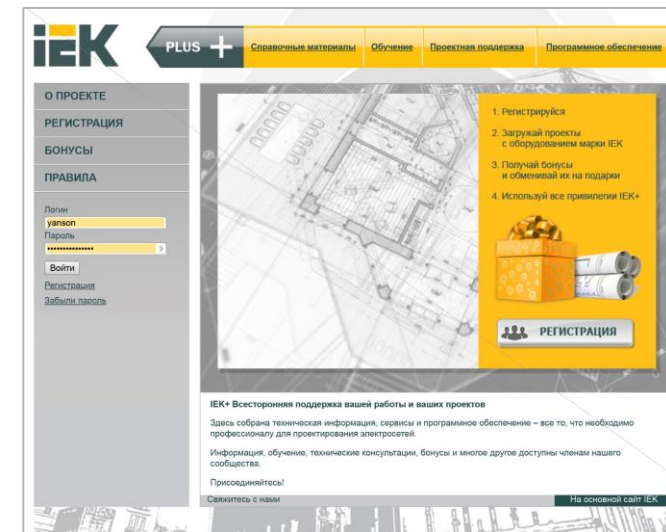 iEK PLUS + Справочные материалы Обучение Проектная поддержка Программное обеспечение
О ПРОЕКТЕ
РЕГИСТРАЦИЯ
БОНУСЫ
ПРАВИЛА
Логин
yanson
Пароль
Войти
Регистрация
Забыли пароль
1. Регистрируйся
2. Загружай проекты
с оборудованием марки IEK
3. Получай бонусы
и обменивай их на подарки
4. Используй все привилегии IEK+
РЕГИСТРАЦИЯ
IEK+ Всесторонняя поддержка вашей работы и ваших проектов
Здесь собрана техническая информация, сервисы и программное обеспечение – все то, что необходимо
профессионалу для проектирования электросетей.
Информация, обучение, технические консультации, бонусы и многое другое доступны членам нашего
сообщества.
Присоединяйтесь!
Свяжитесь с нами
На основной сайт IEK